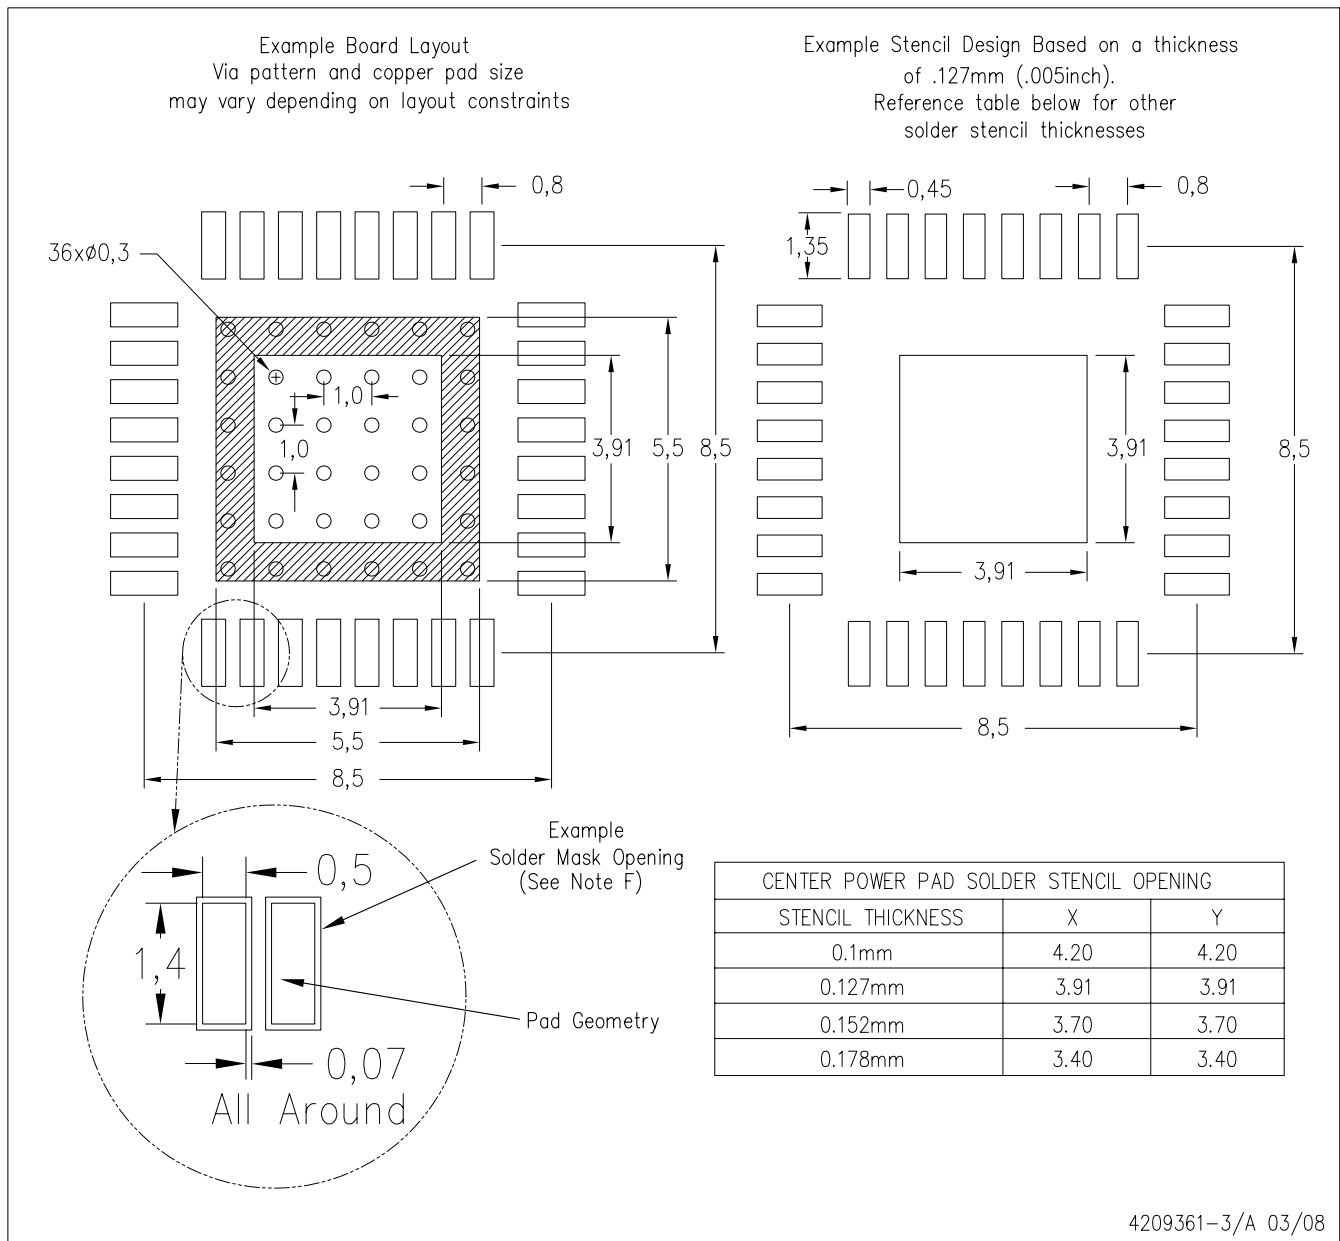 Example Board Layout
Via pattern and copper pad size
may vary depending on layout constraints
Example Stencil Design Based on a thickness
of .127mm (.005inch).
Reference table below for other
solder stencil thicknesses
0,8
36xø0,3
1,0
1,0
3,91
5,5
8,5
3,91
5,5
8,5
0,45
0,8
1,35
3,91
8,5
3,91
8,5
Example
Solder Mask Opening
(See Note F)
0,5
1,4
Pad Geometry
0,07
All Around
CENTER POWER PAD SOLDER STENCIL OPENING
STENCIL THICKNESS X Y
0.1mm 4.20 4.20
0.127mm 3.91 3.91
0.152mm 3.70 3.70
0.178mm 3.40 3.40
4209361-3/A 03/08